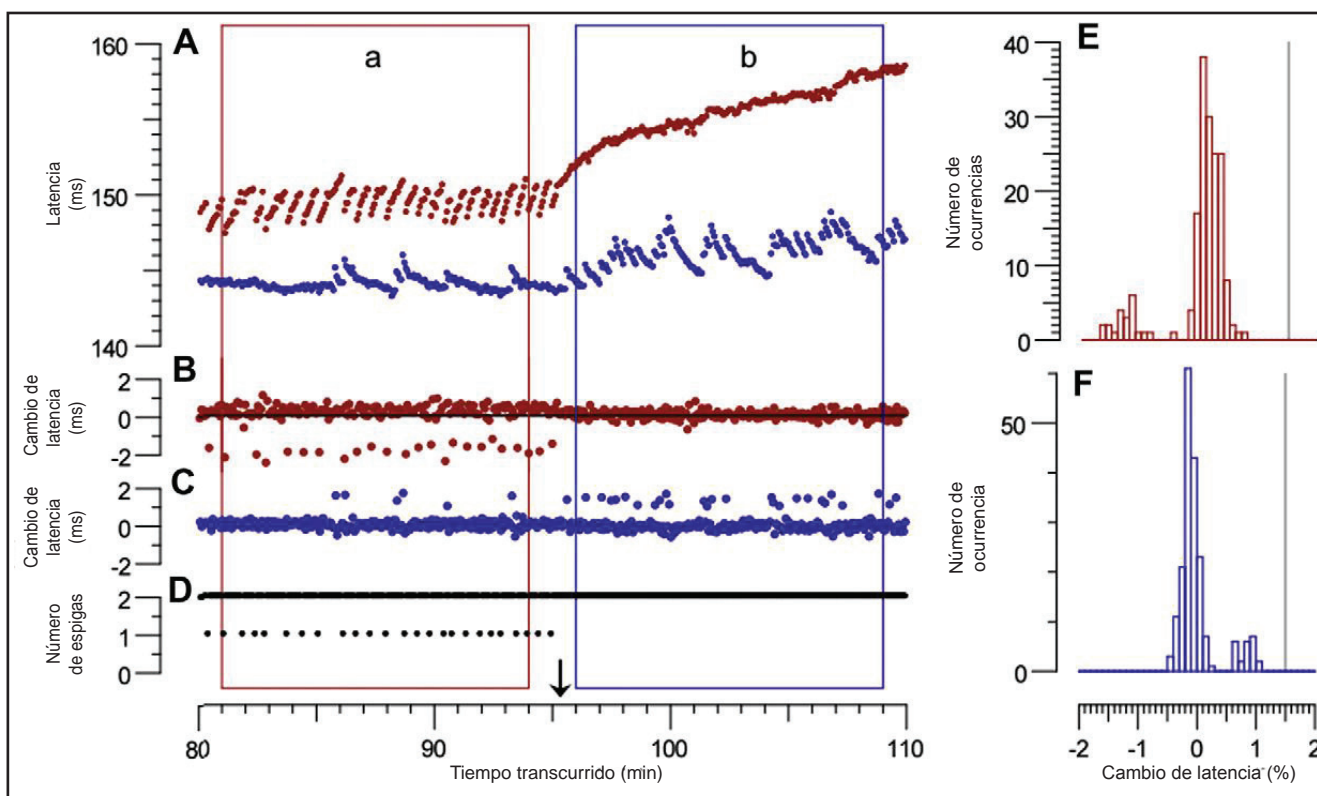 A
a
b
160
150
140
Latencia
(ms)
B
2
0
-2
Cambio de
latencia
(ms)
C
2
0
-2
Cambio de
latencia
(ms)
D
2
1
0
Número
de espigas
80
90
100
110
Tiempo transcurrido (min)
E
40
30
20
10
0
Número de
ocurrencias
F
50
0
Número de
ocurrencia
-2
-1
0
1
2
Cambio de latencia (%)